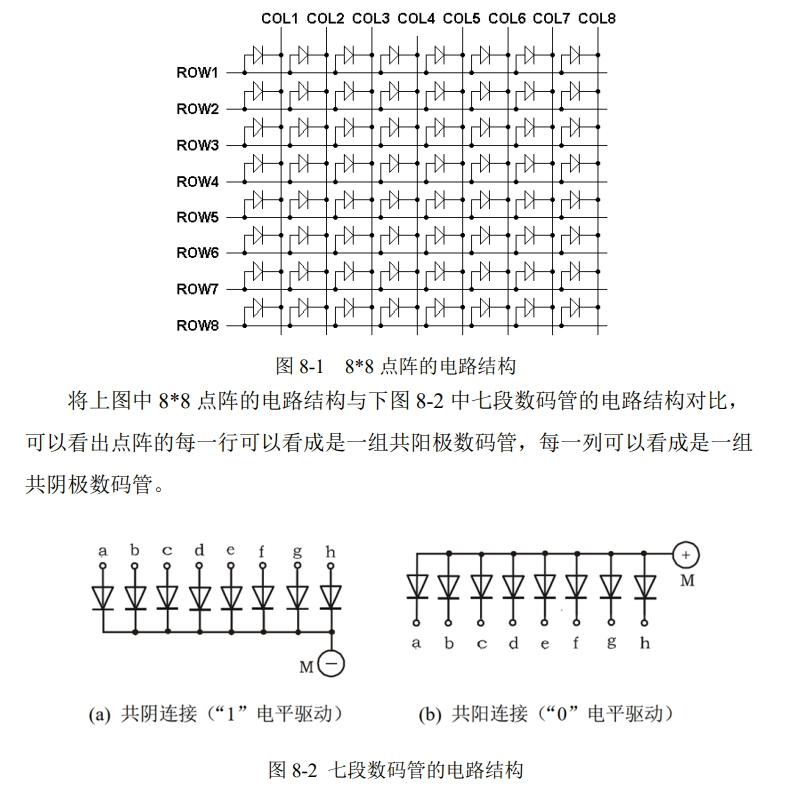 COL1 COL2 COL3 COL4 COL5 COL6 COL7 COL8
ROW1
ROW2
ROW3
ROW4
ROW5
ROW6
ROW7
ROW8
图 8-1 8*8 点阵的电路结构
将上图中 8*8 点阵的电路结构与下图 8-2 中七段数码管的电路结构对比，
可以看出点阵的每一行可以看成是一组共阳极数码管，每一列可以看成是一组
共阴极数码管。
a b c d e f g h
M −
+
M
a b c d e f g h
(a) 共阴连接（“1”电平驱动） (b) 共阳连接（“0”电平驱动）
图 8-2 七段数码管的电路结构